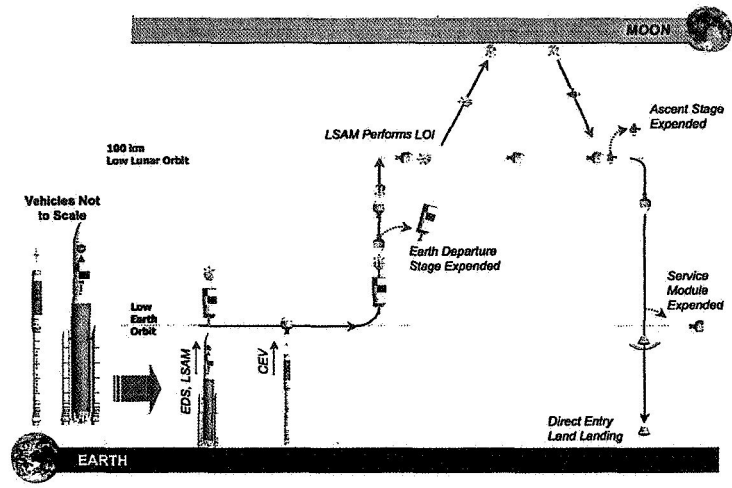 MOON
Ascent Stage
Expended
LSAM Performs LOI
100 km
Low Lunar Orbit
Vehicles Not
to Scale
Earth Departure
Stage Expended
Service
Module
Expended
Low
Earth
Orbit
EDS, LSAM
CEV
Direct Entry
Land Landing
EARTH